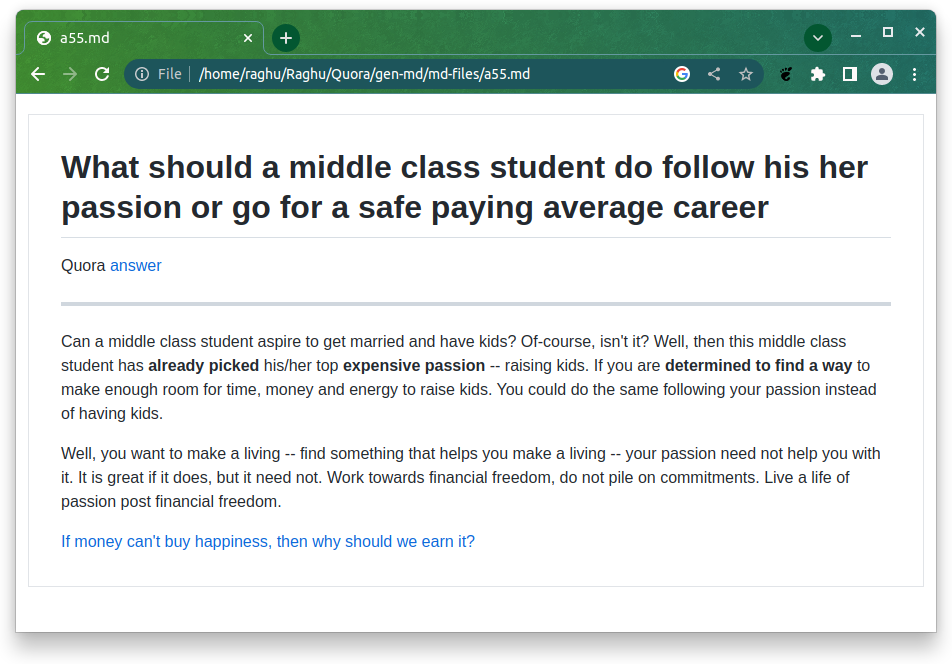 a55.md
File
/home/raghu/Raghu/Quora/gen-md/md-files/a55.md
What should a middle class student do follow his her
passion or go for a safe paying average career
Quora answer
Can a middle class student aspire to get married and have kids? Of-course, isn't it? Well, then this middle class
student has already picked his/her top expensive passion -- raising kids. If you are determined to find a way to
make enough room for time, money and energy to raise kids. You could do the same following your passion instead
of having kids.
Well, you want to make a living -- find something that helps you make a living -- your passion need not help you with
it. It is great if it does, but it need not. Work towards financial freedom, do not pile on commitments. Live a life of
passion post financial freedom.
If money can't buy happiness, then why should we earn it?